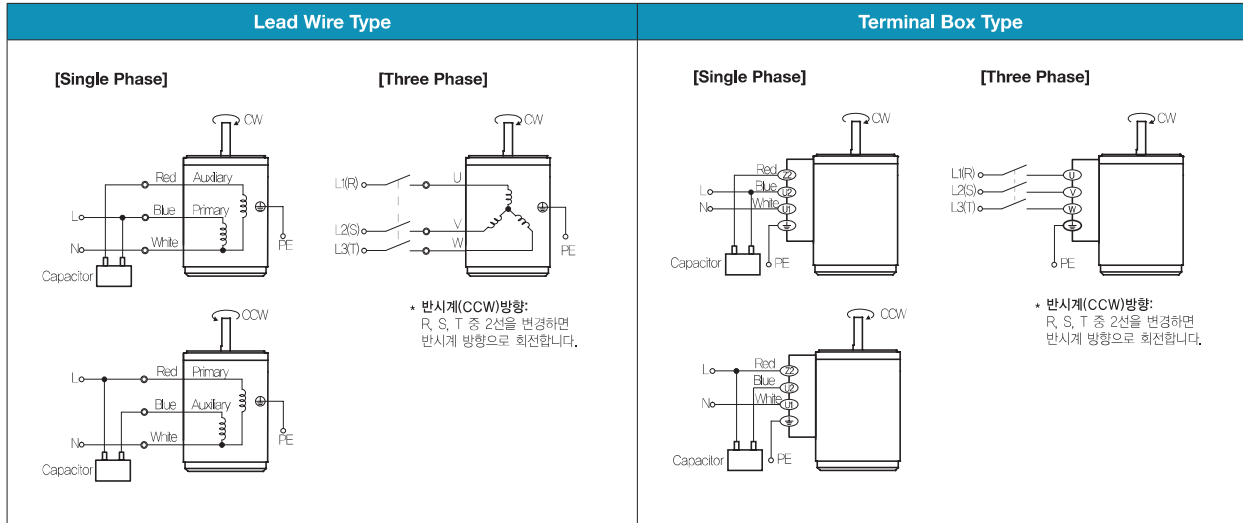 Lead Wire Type
Terminal Box Type
[Single Phase]
[Three Phase]
[Single Phase]
[Three Phase]
CW
Red
Auxiliary
L
Blue
Primary
N
White
PE
Capacitor
CW
L1(R)
U
L2(S)
V
L3(T)
W
PE
* 반시계(CCW)방향:
R, S, T 중 2선을 변경하면
반시계 방향으로 회전합니다.
CCW
L
Red
Primary
Blue
Auxiliary
N
White
PE
Capacitor
CW
Red
Z2
L
Blue
U2
N
White
U1
Capacitor
PE
CW
L1(R)
U
L2(S)
V
L3(T)
W
PE
* 반시계(CCW)방향:
R, S, T 중 2선을 변경하면
반시계 방향으로 회전합니다.
CCW
L
Red
Z2
Blue
U2
N
White
U1
Capacitor
PE